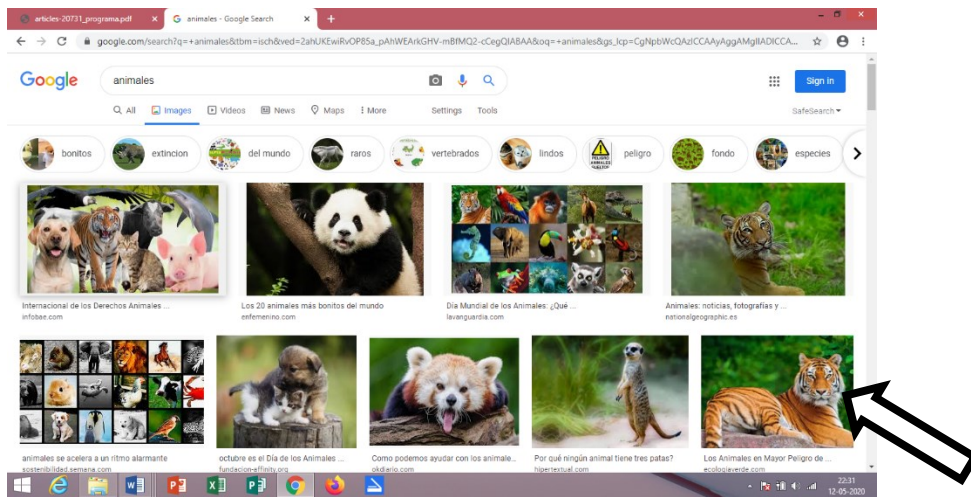 articles-20731_programa.pdf
animales - Google Search
google.com/search?q=+animales&tbm=isch&ved=2ahUKEwiRvOP85a_pAhWEArkGHV-mBfMQ2-cCegQIABAA&oq=+animales&gs_lcp=CgNpbWcQAzICCAAyAggAMgIIADICCA...
Google
animales
Sign in
All Images Videos News Maps More Settings Tools SafeSearch
bonitos extincion del mundo raros vertebrados lindos peligro fondo especies
PELIGRO
Internacional de los Derechos Animales ...
infobae.com
Los 20 animales más bonitos del mundo
enfemenino.com
Día Mundial de los Animales: ¿Qué ...
lavanguardia.com
Animales: noticias, fotografías y ...
nationalgeographic.es
animales se acelera a un ritmo alarmante
sostenibilidad.semana.com
octubre es el Día de los Animales ...
fundacion-affinity.org
Como podemos ayudar con los animale...
okdiario.com
Por qué ningún animal tiene tres patas?
hipertextual.com
Los Animales en Mayor Peligro de ...
ecologiaverde.com
22:31
12-05-2020